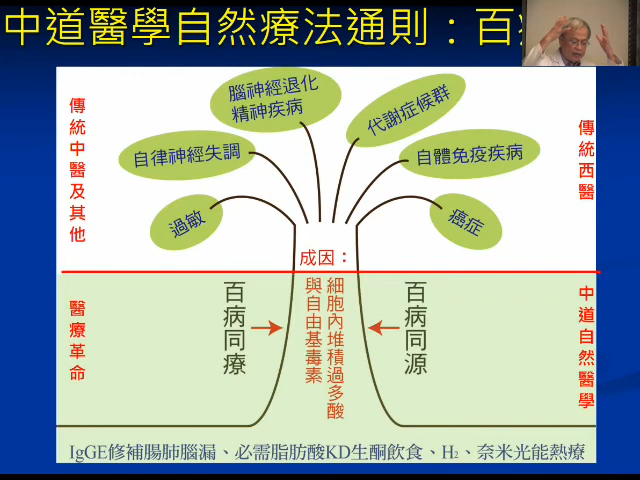 中道醫學自然療法通則：百
傳統中醫及其他
腦神經退化
精神疾病
代謝症候群
自律神經失調
自體免疫疾病
傳統西醫
過敏
癌症
成因：
醫療革命
百病同療
與自由基毒素
細胞內堆積過多酸
百病同源
中道自然醫學
IgGE修補腸肺腦漏、必需脂肪酸KD生酮飲食、H₂、奈米光能熱療